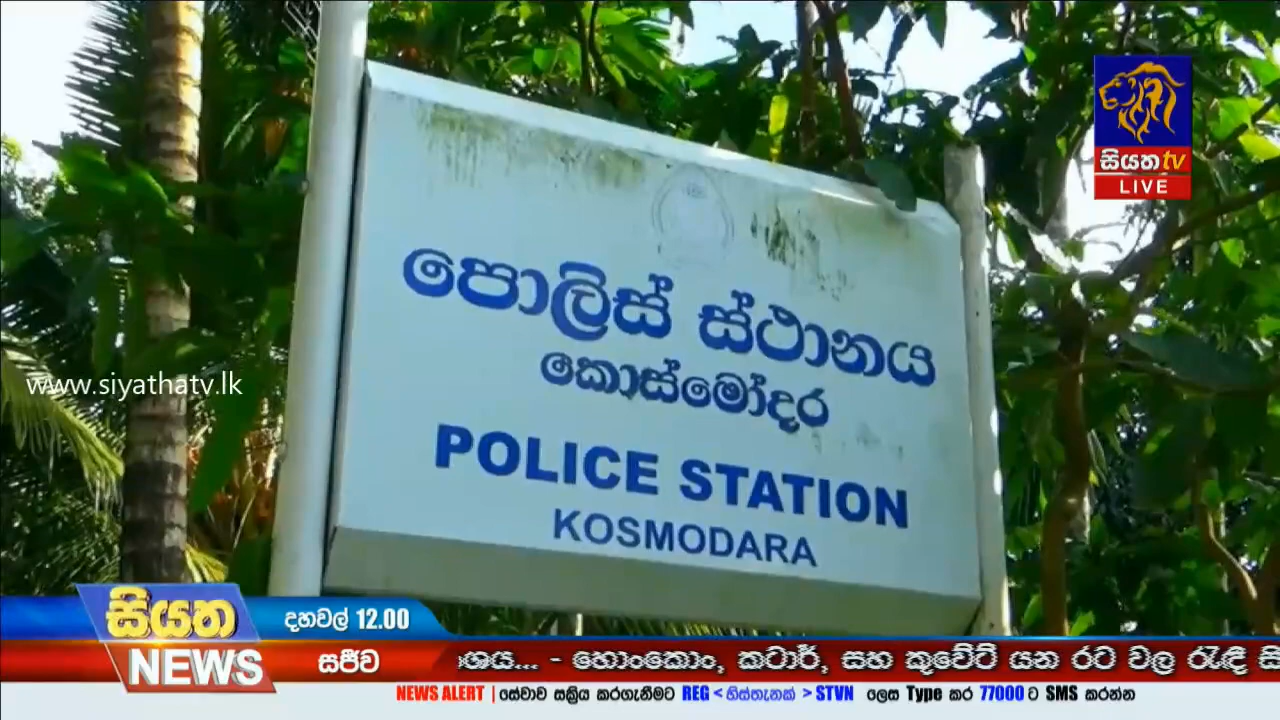 සියත tv
LIVE
පොලිස් ස්ථානය
කොස්මෝදර
POLICE STATION
KOSMODARA
www.siyathatv.lk
සියත
NEWS
දහවල් 12.00
සජීව
ංශය... - හොංකොං, කටාර්, සහ කුවේට් යන රට වල රැඳී සි
NEWS ALERT | සේවාව සක්‍රිය කරගැනීමට REG < හිස්තැනක් > STVN ලෙස Type කර 77000 ට SMS කරන්න